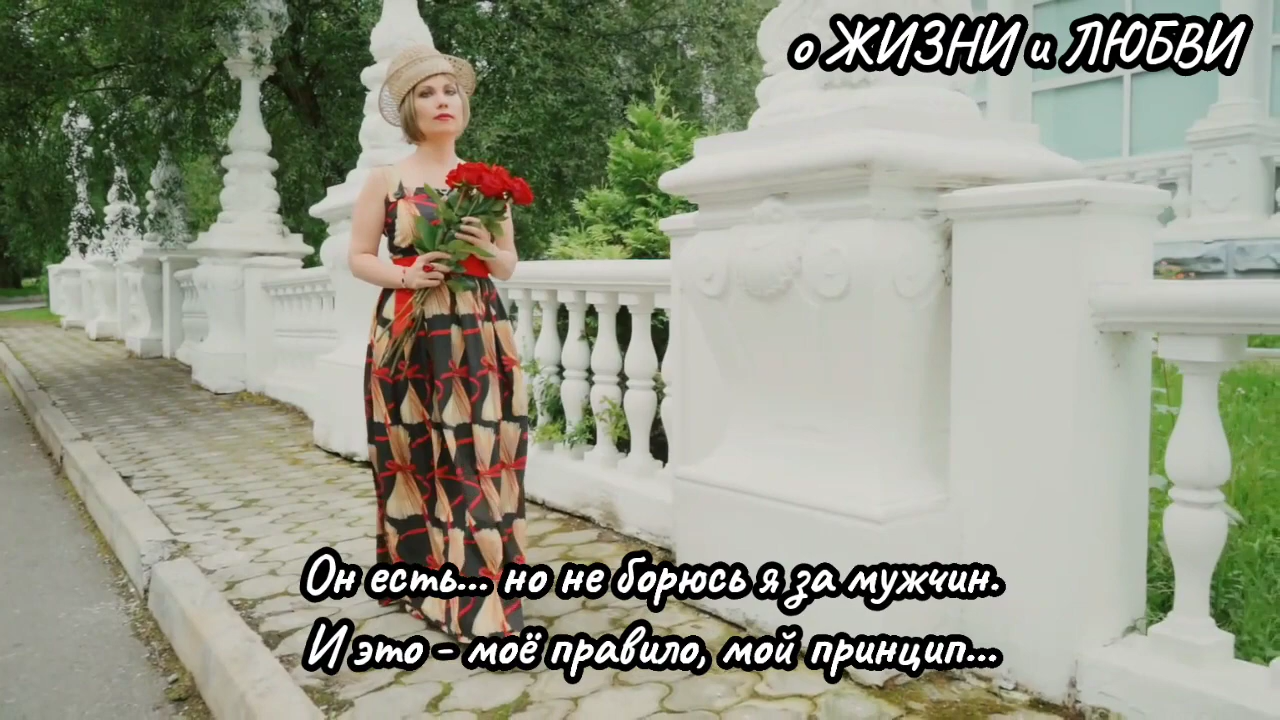 о ЖИЗНИ и ЛЮБВИ
Он есть... но не борюсь я за мужчин.
И это - моё правило, мой принцип...